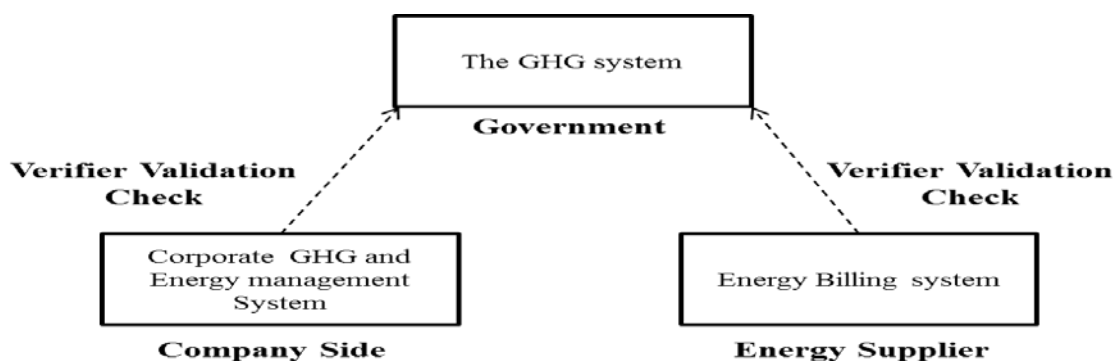 The GHG system
Government
Verifier Validation
Check
Verifier Validation
Check
Corporate GHG and
Energy management
System
Energy Billing system
Company Side
Energy Supplier